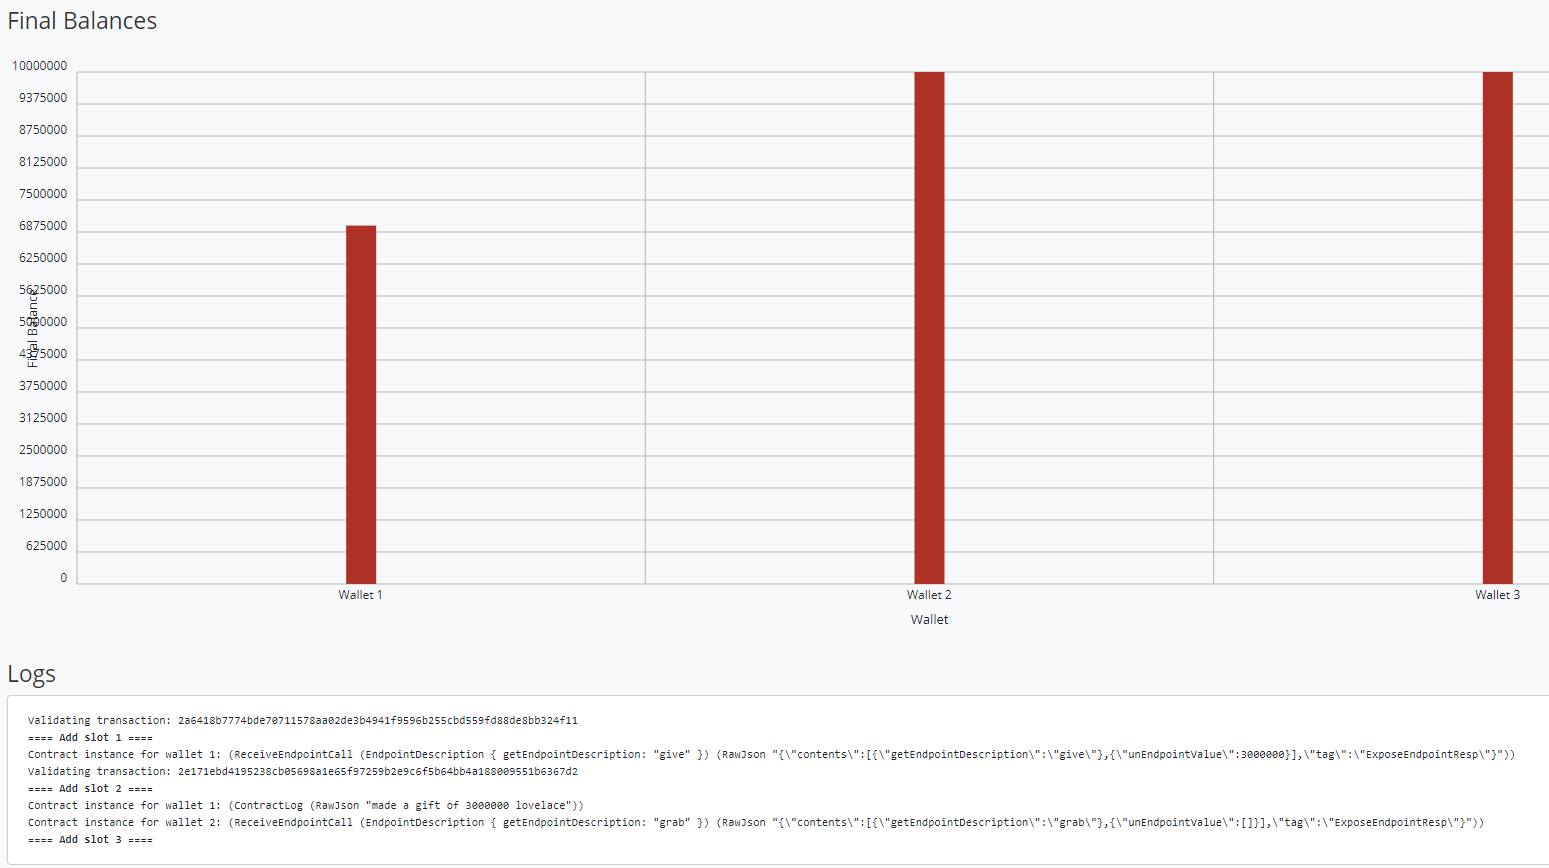 Final Balances
10000000
9375000
8750000
8125000
7500000
6875000
6250000
5625000
5000000
4375000
3750000
3125000
2500000
1875000
1250000
625000
0
Final Balance
Wallet 1
Wallet 2
Wallet 3
Wallet
Logs
Validating transaction: 2a6418b7774bde70711578aa02de3b4941f9596b255cbd559fd88de8bb324f11
==== Add slot 1 ====
Contract instance for wallet 1: (ReceiveEndpointCall (EndpointDescription { getEndpointDescription: "give" }) (RawJson "{\"contents\":[{\"getEndpointDescription\":\"give\"},{\"unEndpointValue\":3000000}],\"tag\":\"ExposeEndpointResp\"}"))
Validating transaction: 2e171ebd4195238cb05698a1e65f97259b2e9c6f5b64bb4a188009551b6367d2
==== Add slot 2 ====
Contract instance for wallet 1: (ContractLog (RawJson "made a gift of 3000000 lovelace"))
Contract instance for wallet 2: (ReceiveEndpointCall (EndpointDescription { getEndpointDescription: "grab" }) (RawJson "{\"contents\":[{\"getEndpointDescription\":\"grab\"},{\"unEndpointValue\":[]}],\"tag\":\"ExposeEndpointResp\"}"))
==== Add slot 3 ====